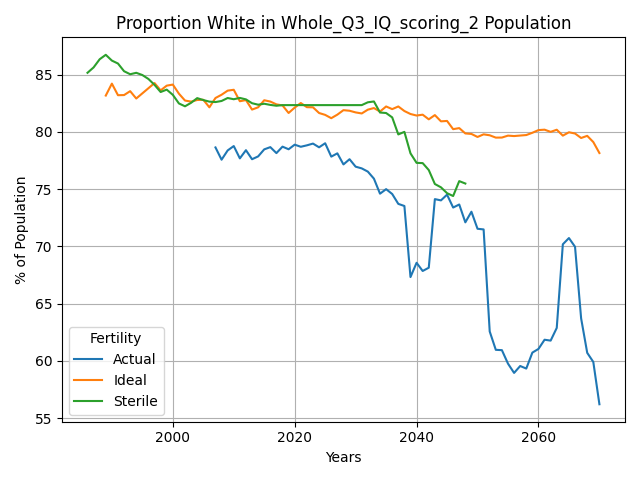 Proportion White in Whole_Q3_IQ_scoring_2 Population
% of Population
85
80
75
70
65
60
55
Fertility
Actual
Ideal
Sterile
2000
2020
2040
2060
Years